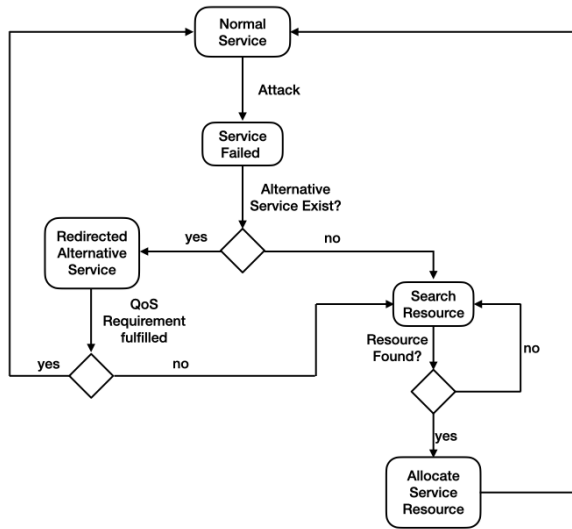 Normal
Service
Attack
Service
Failed
Alternative
Service Exist?
yes
no
Redirected
Alternative
Service
Search
Resource
QoS
Requirement
fulfilled
Resource
Found?
no
yes
no
yes
Allocate
Service
Resource